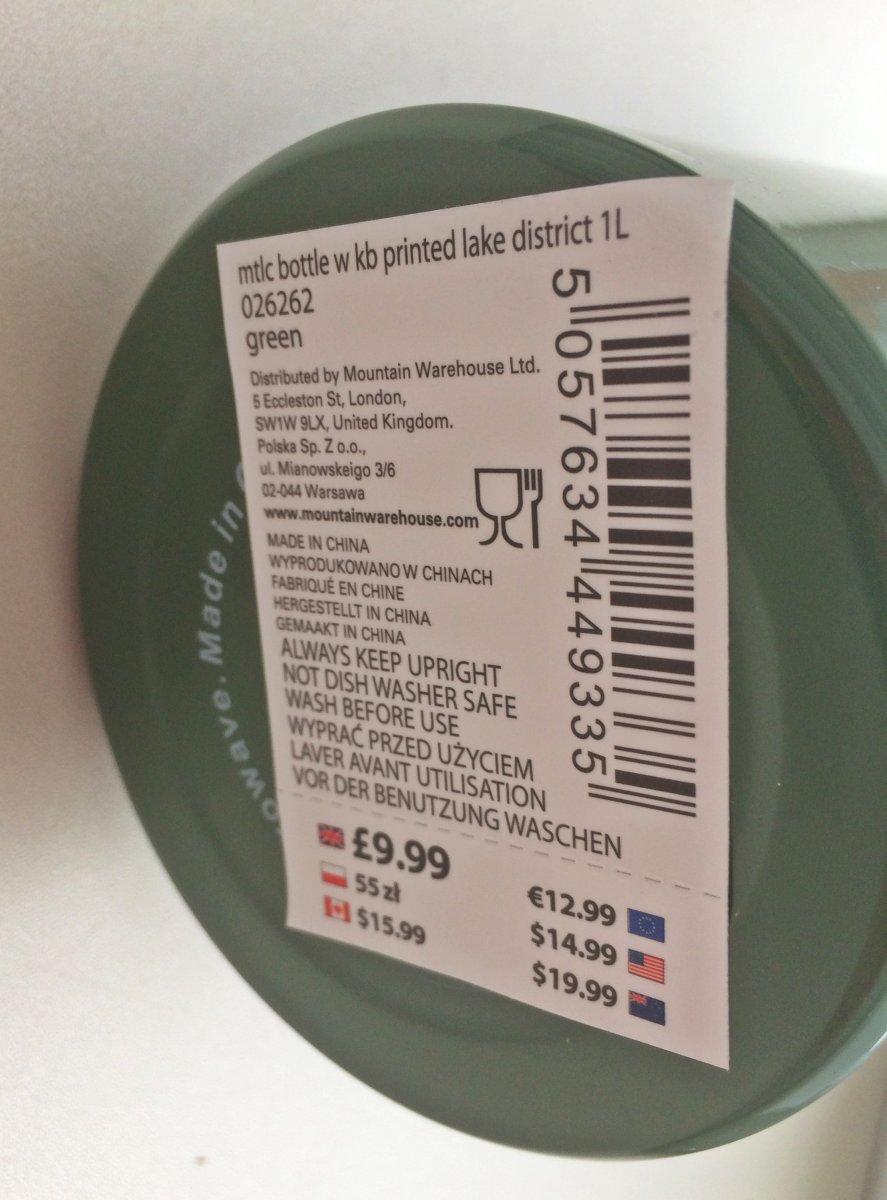 mtlc bottle w kb printed lake district 1L
026262
green
Distributed by Mountain Warehouse Ltd.
5 Eccleston St, London,
SW1W 9LX, United Kingdom.
Polska Sp. Z o.o.,
ul. Mianowskeigo 3/6
02-044 Warsawa
www.mountainwarehouse.com
MADE IN CHINA
WYPRODUKOWANO W CHINACH
FABRIQUÉ EN CHINE
HERGESTELLT IN CHINA
GEMAAKT IN CHINA
ALWAYS KEEP UPRIGHT
NOT DISH WASHER SAFE
WASH BEFORE USE
WYPRAĆ PRZED UŻYCIEM
LAVER AVANT UTILISATION
VOR DER BENUTZUNG WASCHEN
5 057634 449335
£9.99
55 zł
$15.99
€12.99
$14.99
$19.99
Made in